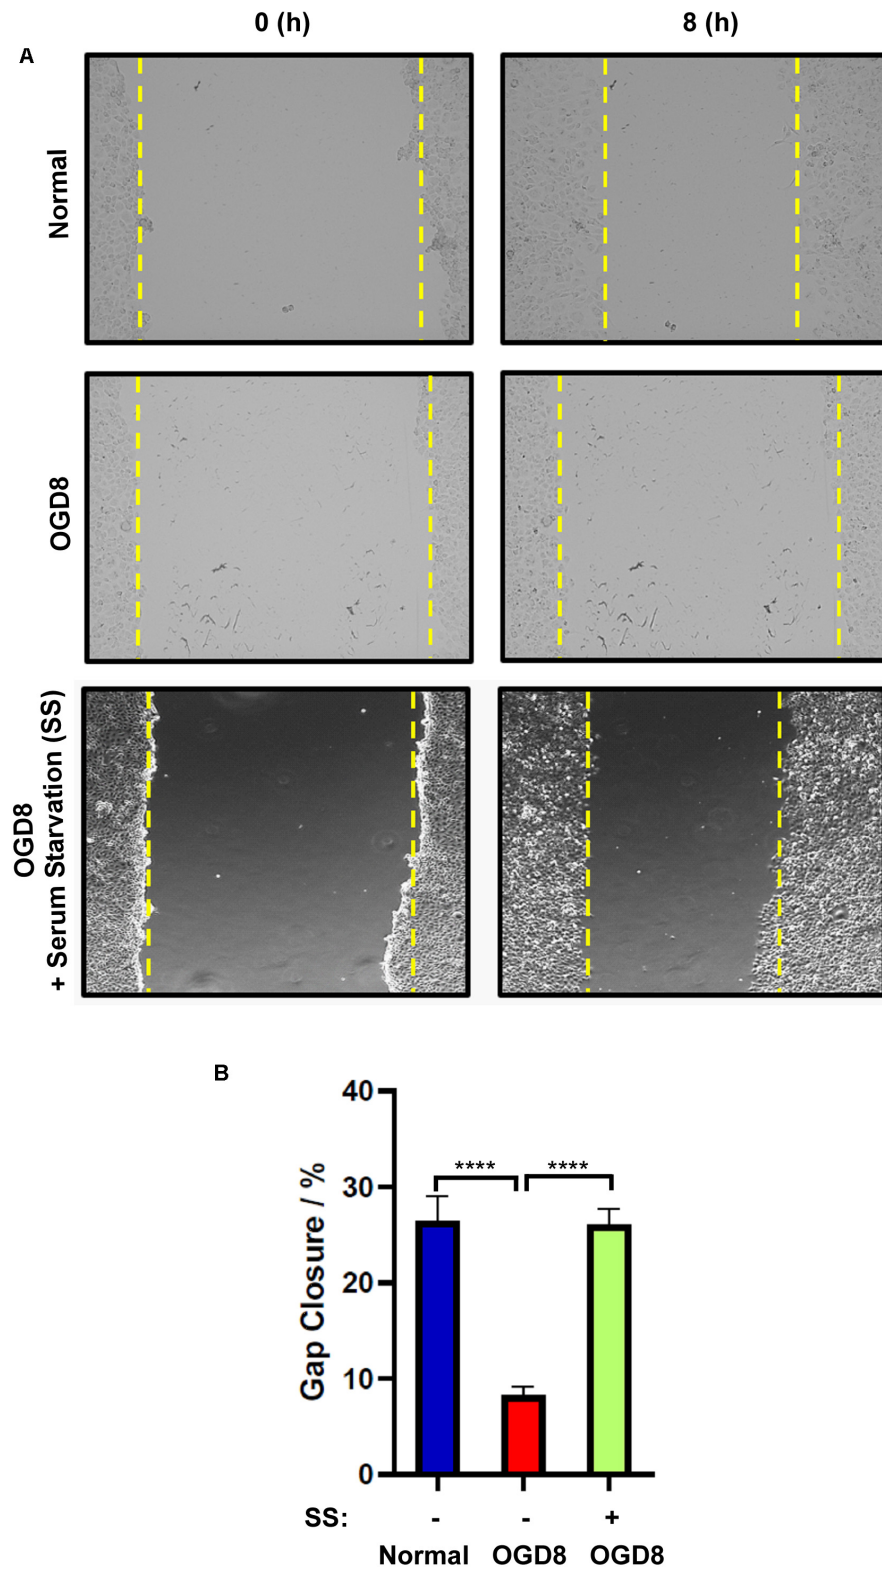 0 (h) 8 (h)
A
Normal
OGD8
OGD8
+ Serum Starvation (SS)
B
Gap Closure / %
40
30
20
10
0
**** ****
SS: - - +
Normal OGD8 OGD8